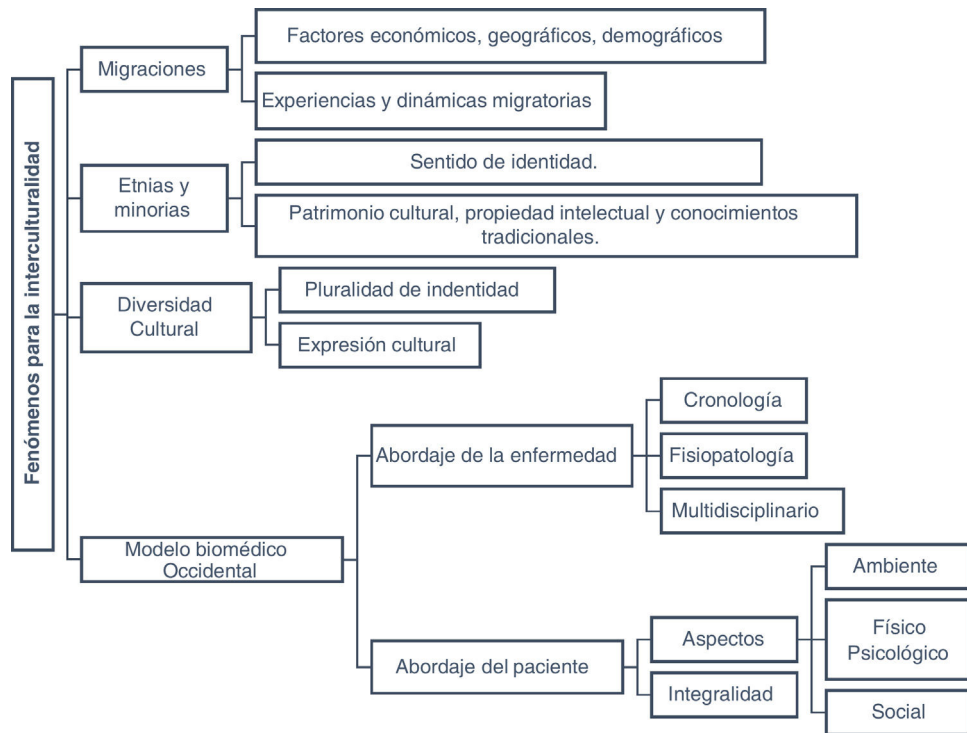 Fenómenos para la interculturalidad
Migraciones
Factores económicos, geográficos, demográficos
Experiencias y dinámicas migratorias
Etnias y
minorias
Sentido de identidad.
Patrimonio cultural, propiedad intelectual y conocimientos
tradicionales.
Diversidad
Cultural
Pluralidad de indentidad
Expresión cultural
Modelo biomédico
Occidental
Abordaje de la enfermedad
Cronología
Fisiopatología
Multidisciplinario
Abordaje del paciente
Aspectos
Ambiente
Físico
Psicológico
Social
Integralidad